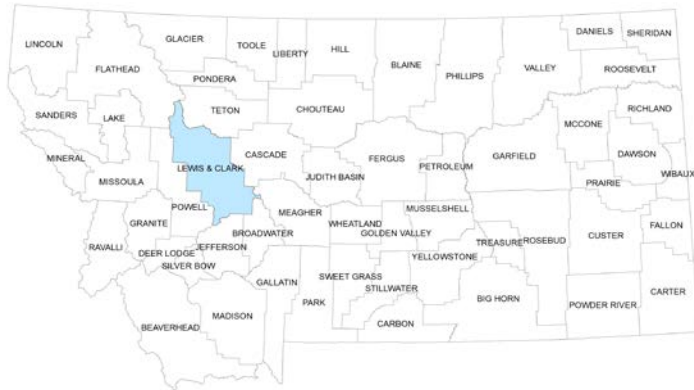 LINCOLN
GLACIER
TOOLE
LIBERTY
HILL
BLAINE
PHILLIPS
VALLEY
DANIELS
SHERIDAN
FLATHEAD
PONDERA
ROOSEVELT
SANDERS
LAKE
TETON
CHOUTEAU
RICHLAND
MCCONE
MINERAL
MISSOULA
LEWIS & CLARK
CASCADE
JUDITH BASIN
FERGUS
PETROLEUM
GARFIELD
DAWSON
WIBAUX
PRAIRIE
POWELL
GRANITE
RAVALLI
MEAGHER
WHEATLAND
MUSSELSHELL
BROADWATER
GOLDEN VALLEY
TREASURE
ROSEBUD
CUSTER
FALLON
DEER LODGE
JEFFERSON
SILVER BOW
GALLATIN
PARK
SWEET GRASS
STILLWATER
YELLOWSTONE
BIG HORN
POWDER RIVER
CARTER
BEAVERHEAD
MADISON
CARBON